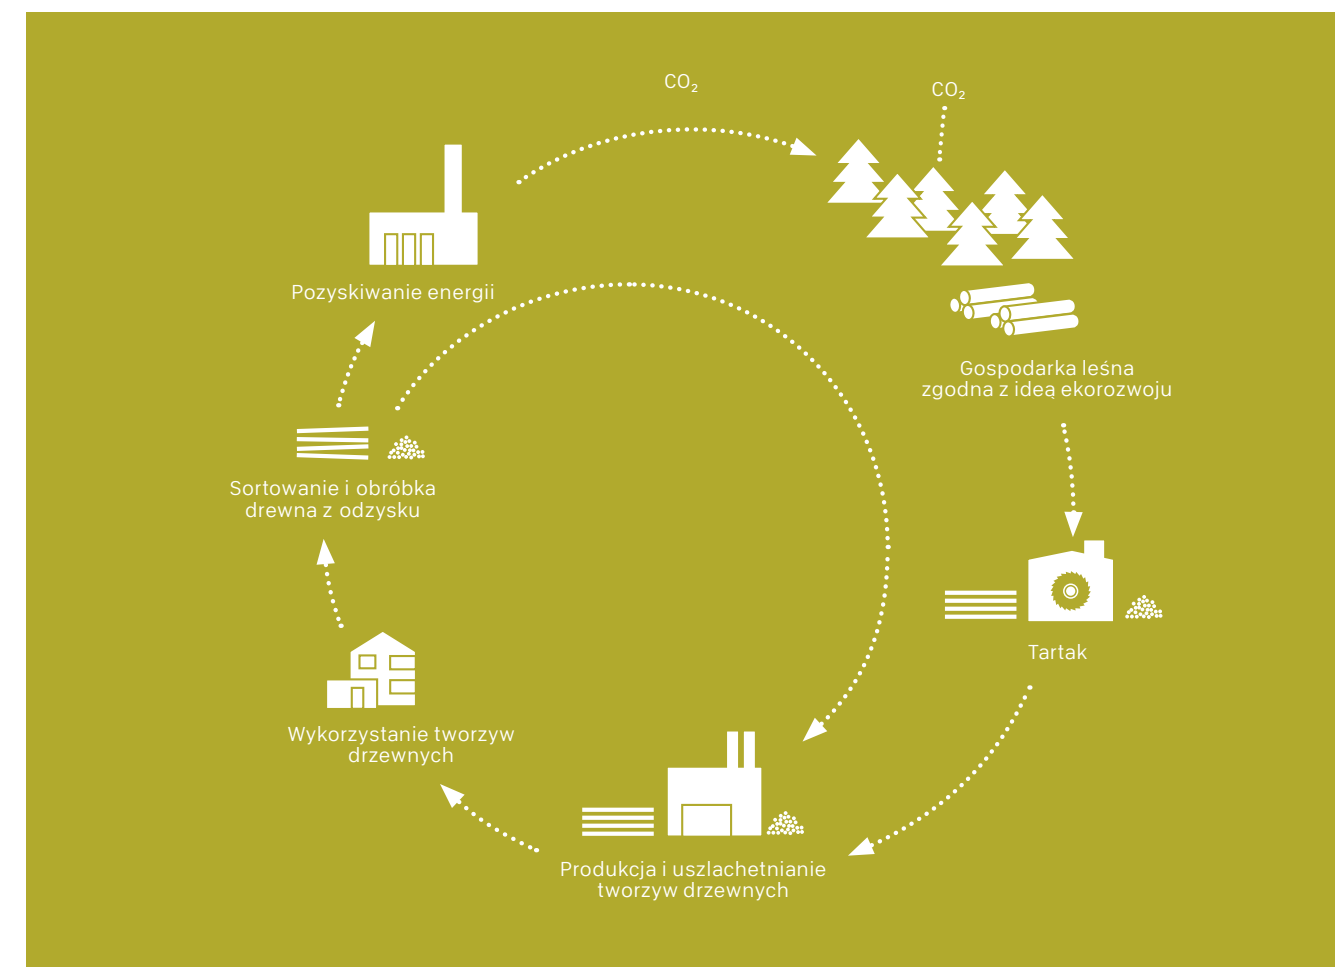 CO₂
CO₂
Pozyskiwanie energii
Gospodarka leśna
zgodna z ideą ekorozwoju
Sortowanie i obróbka
drewna z odzysku
Tartak
Wykorzystanie tworzyw
drzewnych
Produkcja i uszlachetnianie
tworzyw drzewnych